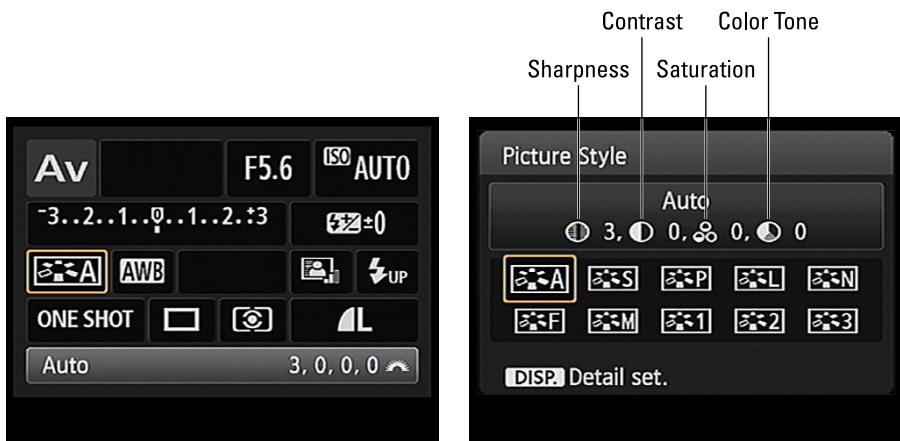 Contrast Color Tone
Sharpness Saturation
Av F5.6 ISO AUTO
-3..2..1..0..1..2.:+3 ±0
A AWB UP
ONE SHOT L
Auto 3, 0, 0, 0
Picture Style
Auto
3, 0, 0, 0
A S P L N
F M 1 2 3
DISP. Detail set.